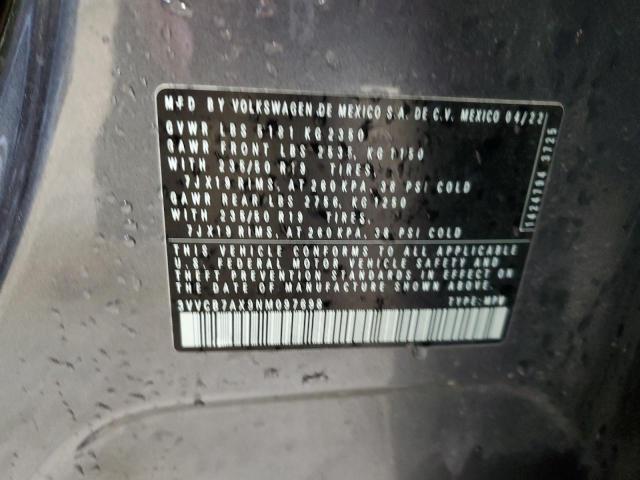 MFD BY VOLKSWAGEN DE MEXICO S.A. DE C.V. MEXICO 04/22
GVWR LBS 5181 KG 2350
GAWR FRONT LBS 2535, KG 1150
WITH 235/50 R19 TIRES,
7JX19 RIMS, AT 260 KPA, 38 PSI COLD
GAWR REAR LBS 2756, KG 1250
WITH 235/50 R19 TIRES,
7JX19 RIMS, AT 260 KPA, 38 PSI COLD
THIS VEHICLE CONFORMS TO ALL APPLICABLE
U.S. FEDERAL MOTOR VEHICLE SAFETY AND
THEFT PREVENTION STANDARDS IN EFFECT ON
THE DATE OF MANUFACTURE SHOWN ABOVE.
3VVCB7AX9NM092698 TYPE: MPV